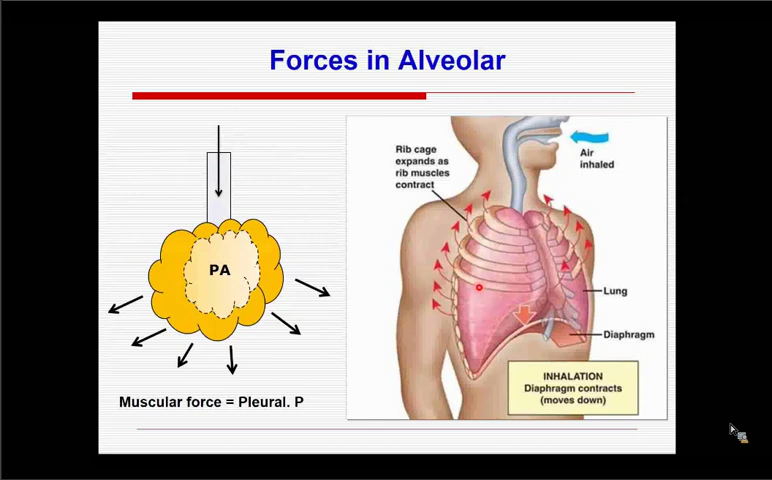 Forces in Alveolar
PA
Muscular force = Pleural. P
Rib cage
expands as
rib muscles
contract
Air
inhaled
Lung
Diaphragm
INHALATION
Diaphragm contracts
(moves down)